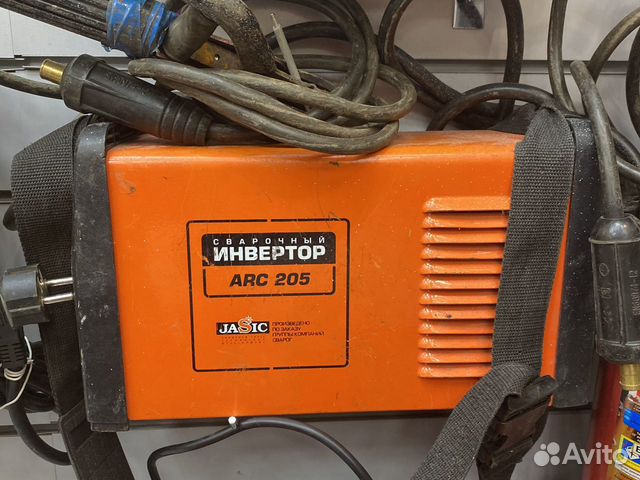 СВАРОЧНЫЙ
ИНВЕРТОР
ARC 205
JASIC
ПРОИЗВЕДЕНО
ПО ЗАКАЗУ
ГРУППЫ КОМПАНИЙ
СВАРОГ
Avito